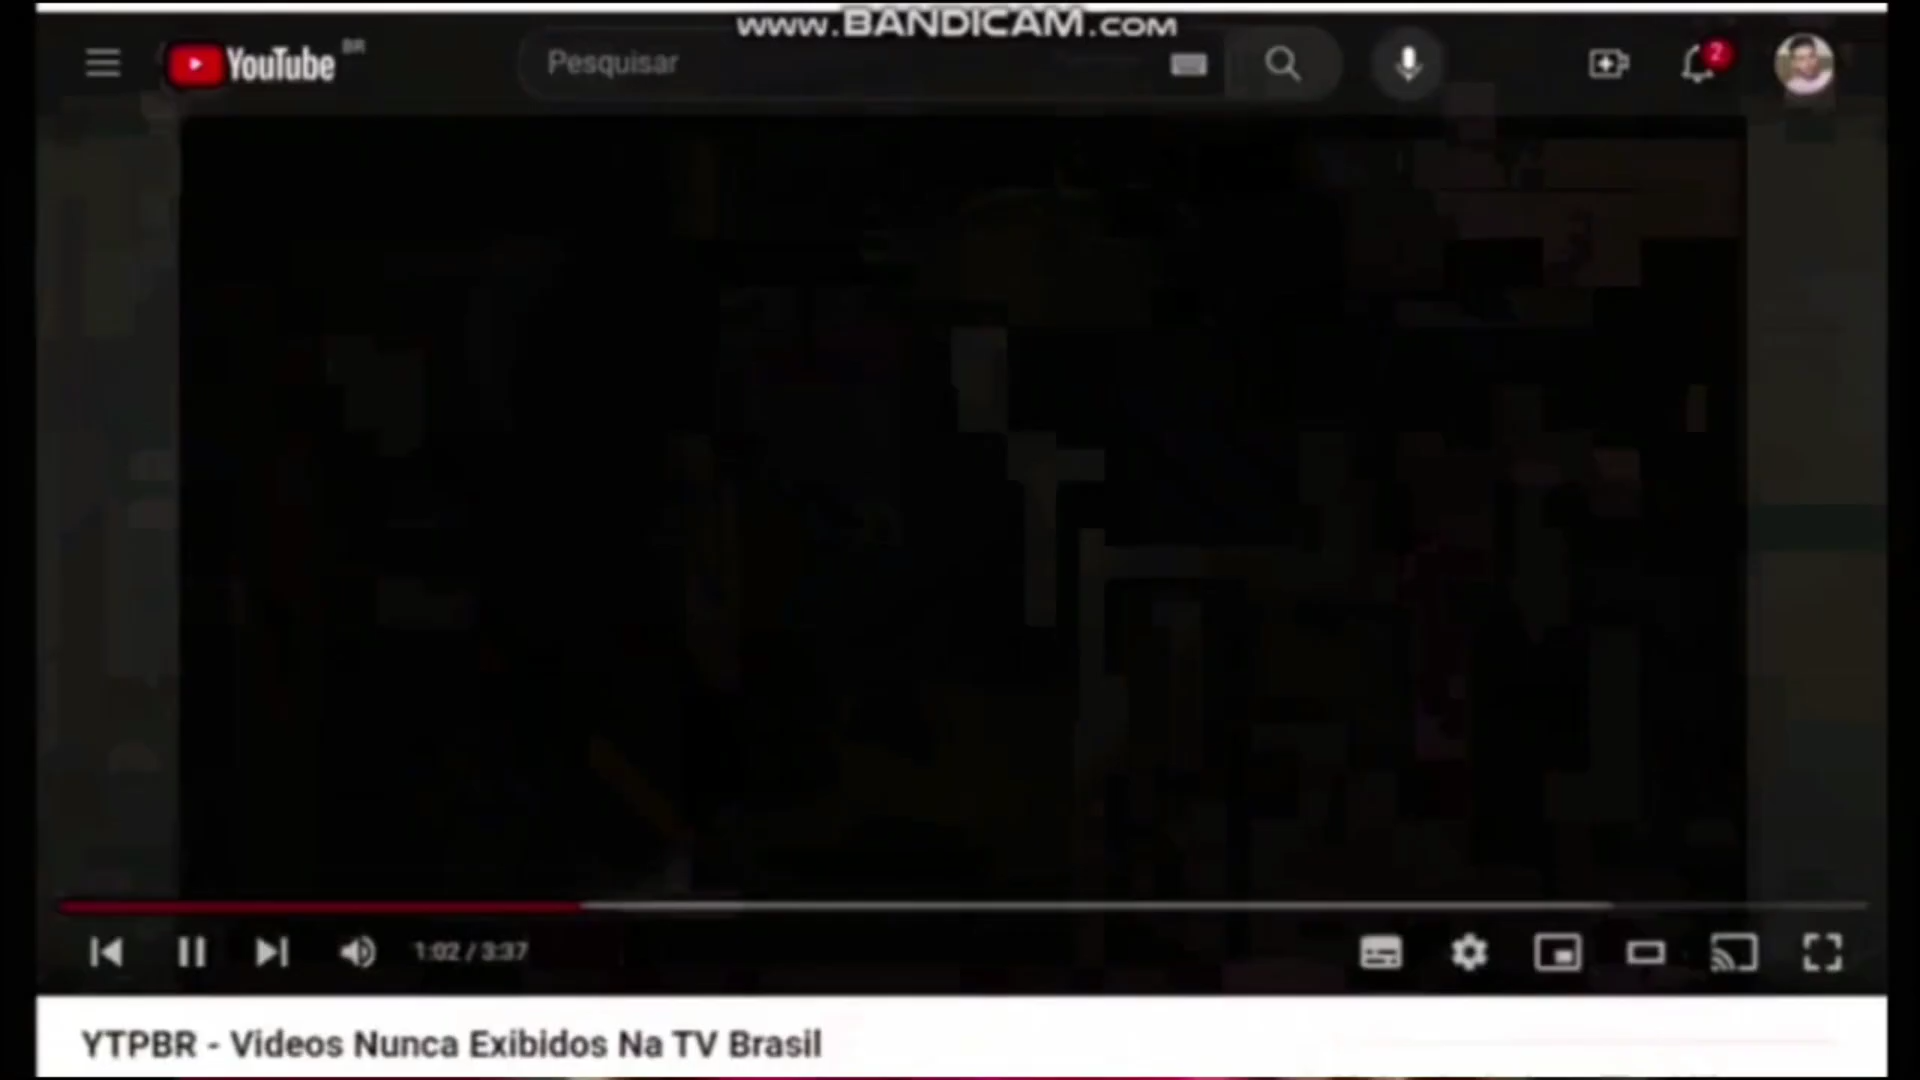 www.BANDICAM.com
YouTube BR
Pesquisar
2
1:02 / 3:37
YTPBR - Videos Nunca Exibidos Na TV Brasil